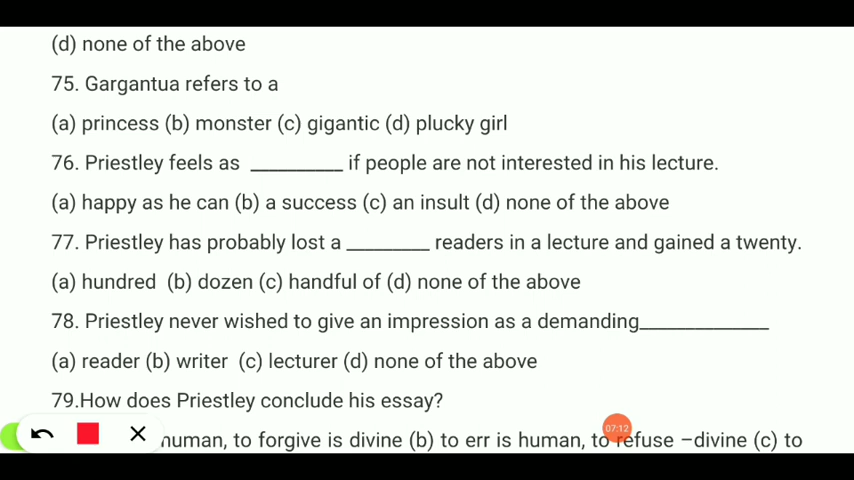 (d) none of the above
75. Gargantua refers to a
(a) princess (b) monster (c) gigantic (d) plucky girl
76. Priestley feels as _________ if people are not interested in his lecture.
(a) happy as he can (b) a success (c) an insult (d) none of the above
77. Priestley has probably lost a ________ readers in a lecture and gained a twenty.
(a) hundred (b) dozen (c) handful of (d) none of the above
78. Priestley never wished to give an impression as a demanding_____________
(a) reader (b) writer (c) lecturer (d) none of the above
79.How does Priestley conclude his essay?
human, to forgive is divine (b) to err is human, to refuse –divine (c) to
07:12